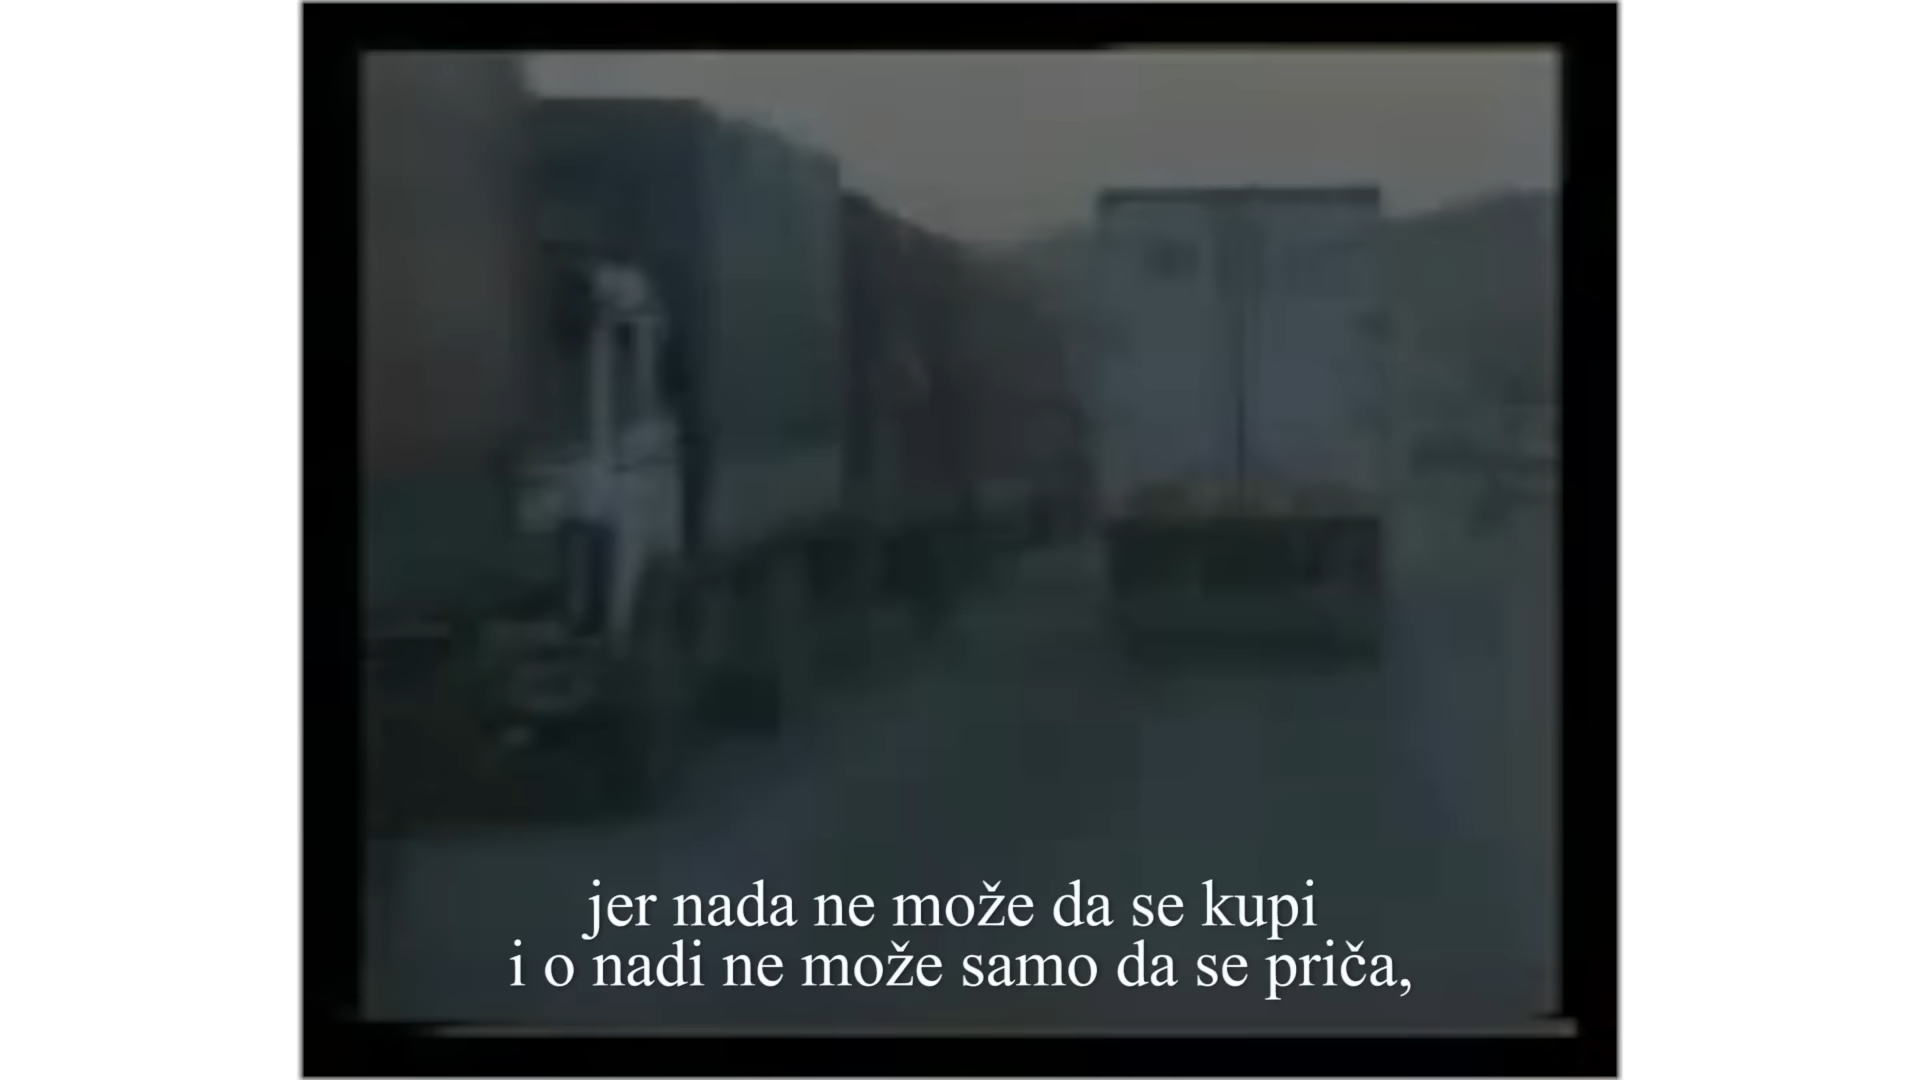 jer nada ne može da se kupi
i o nadi ne može samo da se priča,